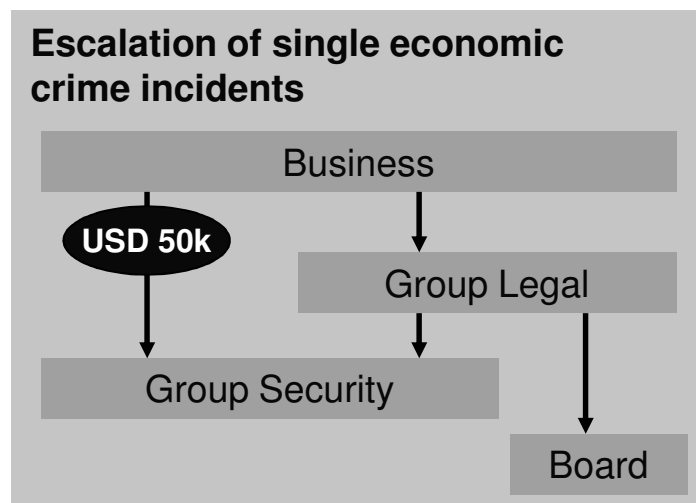 Escalation of single economic
crime incidents
Business
USD 50k
Group Legal
Group Security
Board